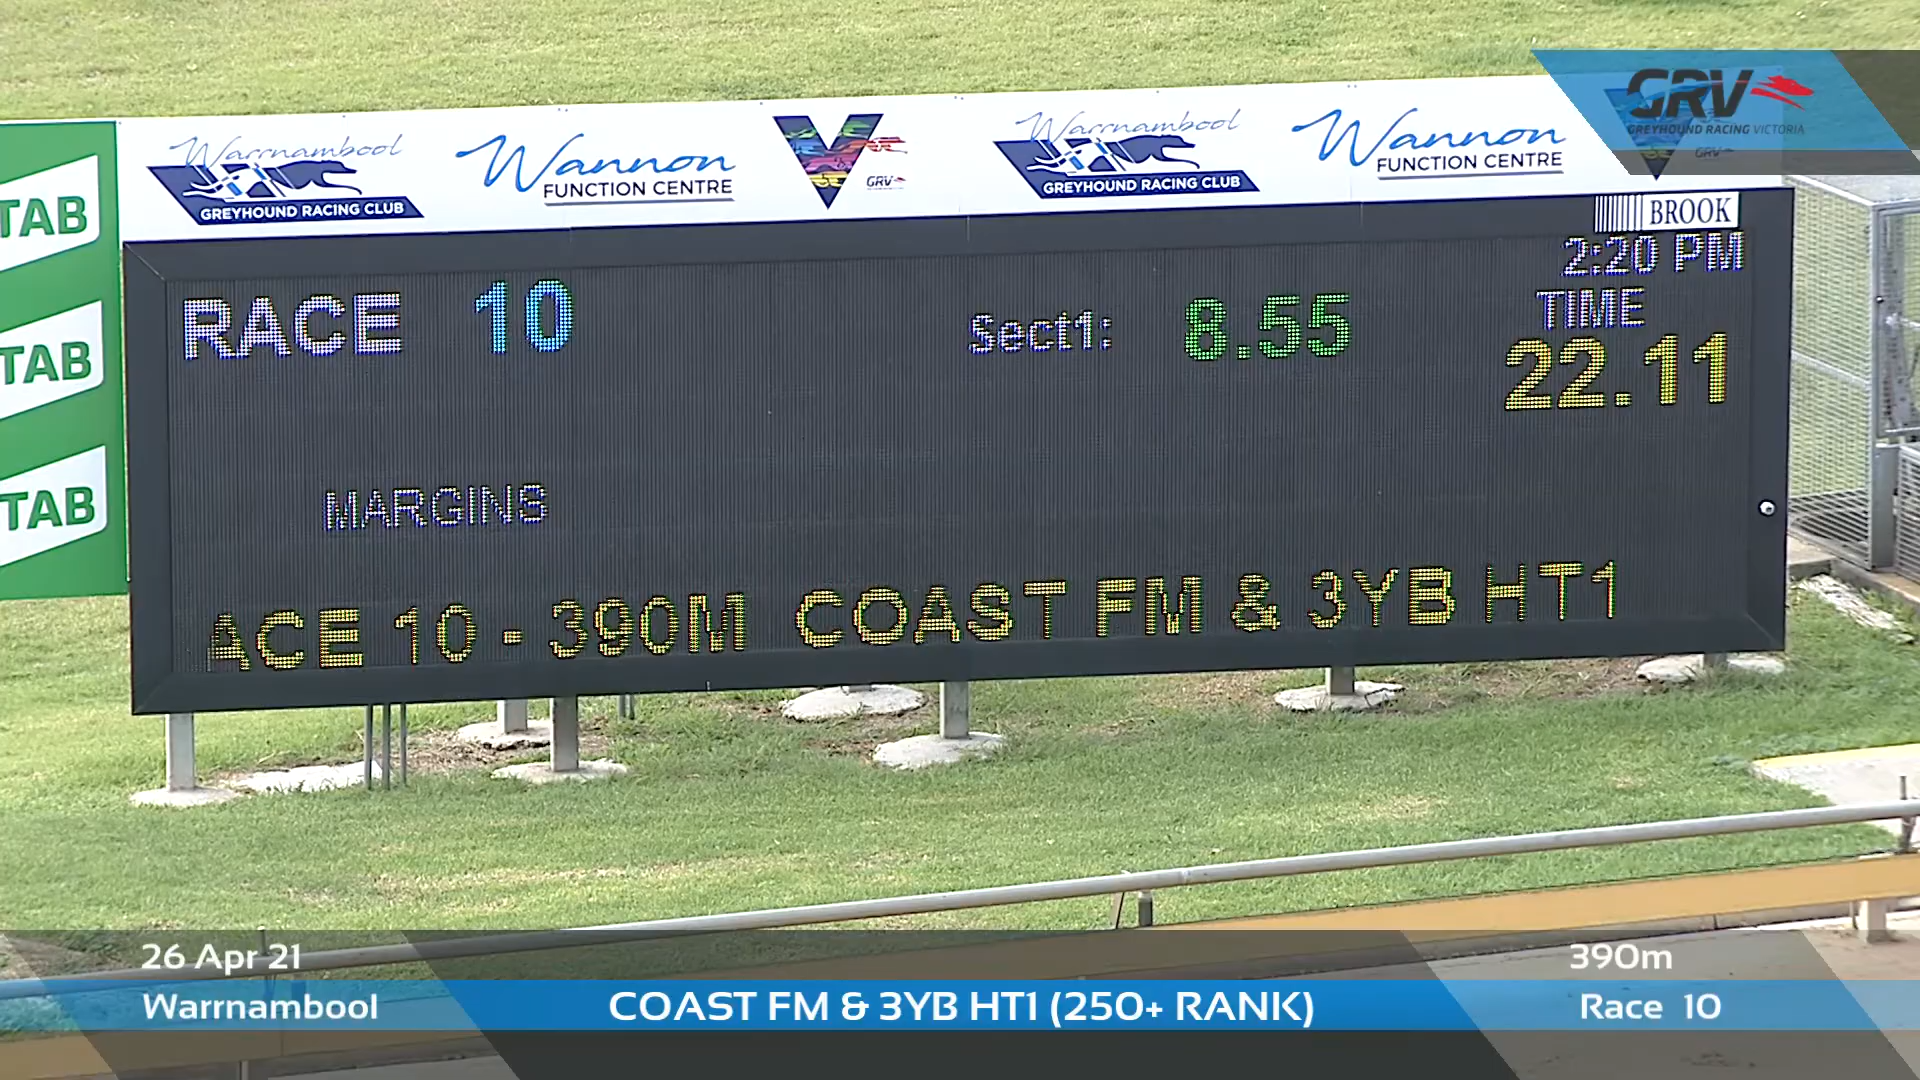 GRV
GREYHOUND RACING VICTORIA
Warrnambool
GREYHOUND RACING CLUB
Wannon
FUNCTION CENTRE
V
GRV
Warrnambool
GREYHOUND RACING CLUB
Wannon
FUNCTION CENTRE
GRV
TAB
TAB
TAB
BROOK
2:20 PM
RACE 10
Sect1: 8.55
TIME
22.11
MARGINS
ACE 10 - 390M COAST FM & 3YB HT1
26 Apr 21
Warrnambool
COAST FM & 3YB HT1 (250+ RANK)
390m
Race 10